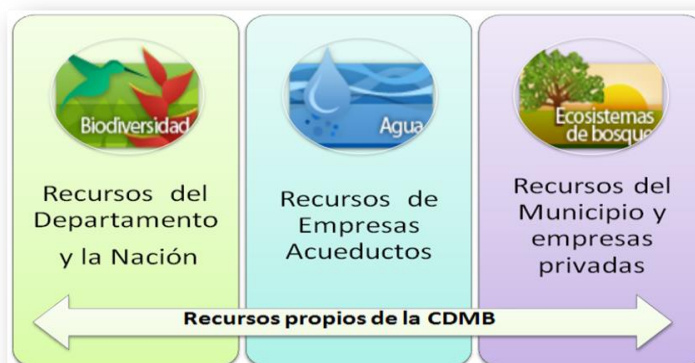 Biodiversidad
Recursos del
Departamento
y la Nación
Agua
Recursos de
Empresas
Acueductos
Ecosistemas
de bosque
Recursos del
Municipio y
empresas
privadas
Recursos propios de la CDMB